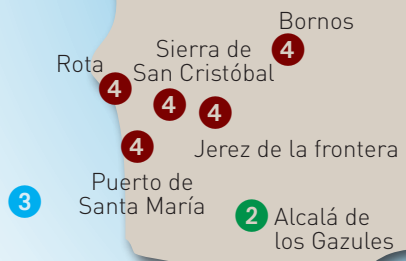 Bornos
4
Sierra de
San Cristóbal
Rota
4
4
4
Jerez de la frontera
4
Puerto de
Santa María
3
2
Alcalá de
los Gazules